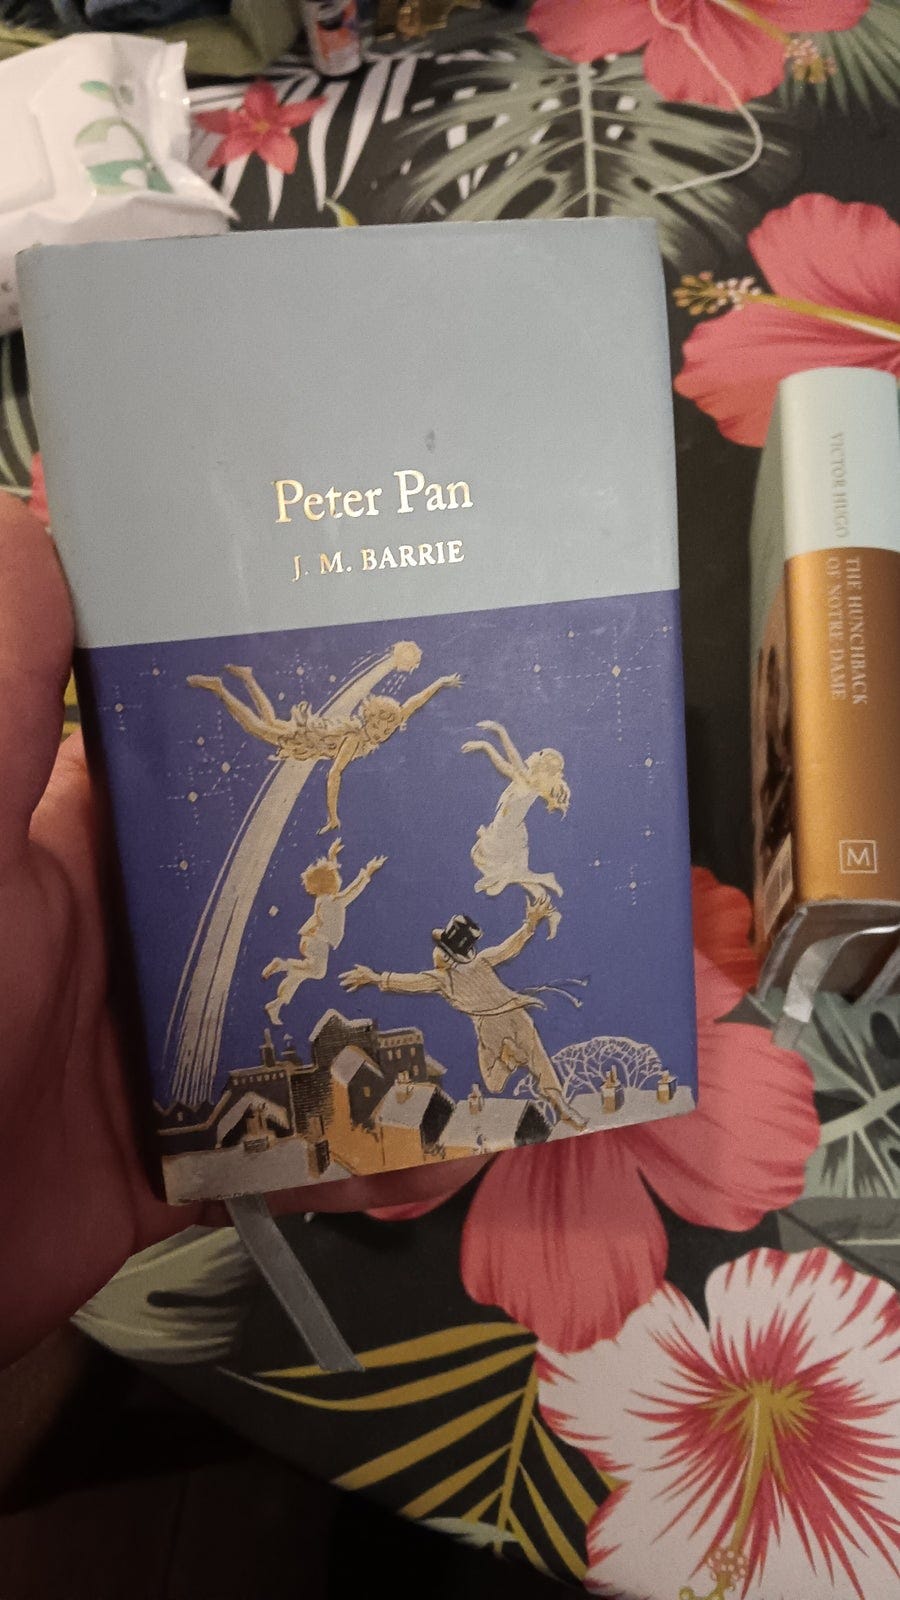 Peter Pan
J. M. BARRIE
VICTOR HUGO
THE HUNCHBACK
OF NOTRE-DAME
M